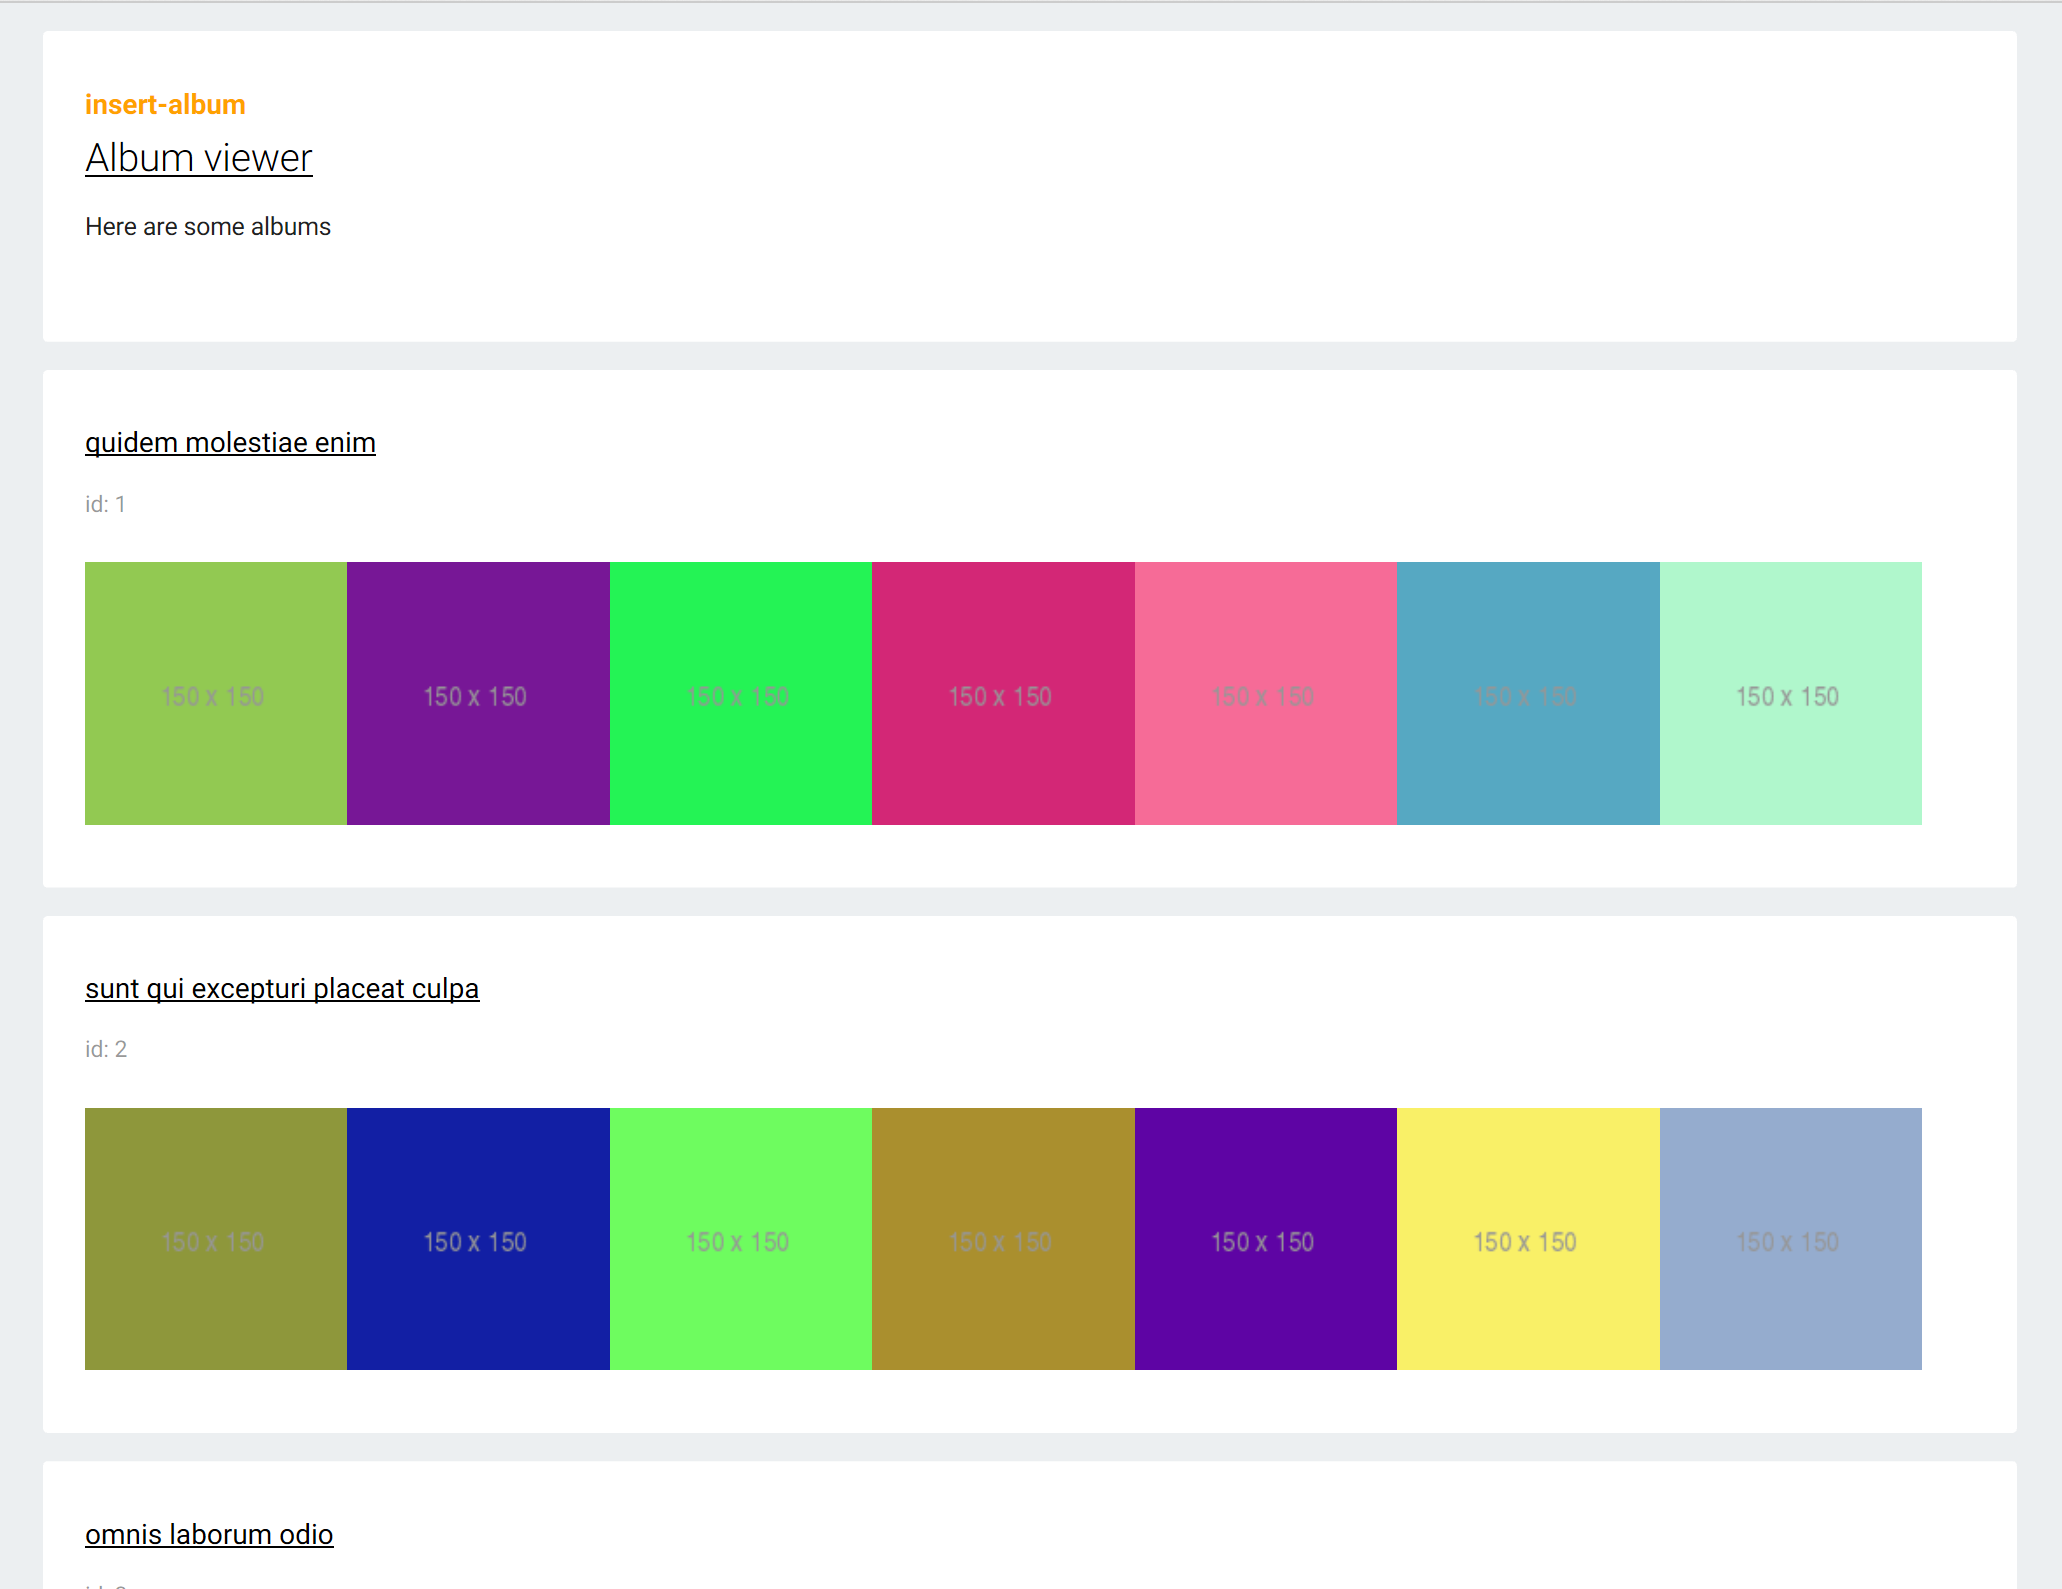 insert-album
Album viewer
Here are some albums
quidem molestiae enim
id: 1
150 x 150 150 x 150 150 x 150 150 x 150 150 x 150 150 x 150 150 x 150
sunt qui excepturi placeat culpa
id: 2
150 x 150 150 x 150 150 x 150 150 x 150 150 x 150 150 x 150 150 x 150
omnis laborum odio